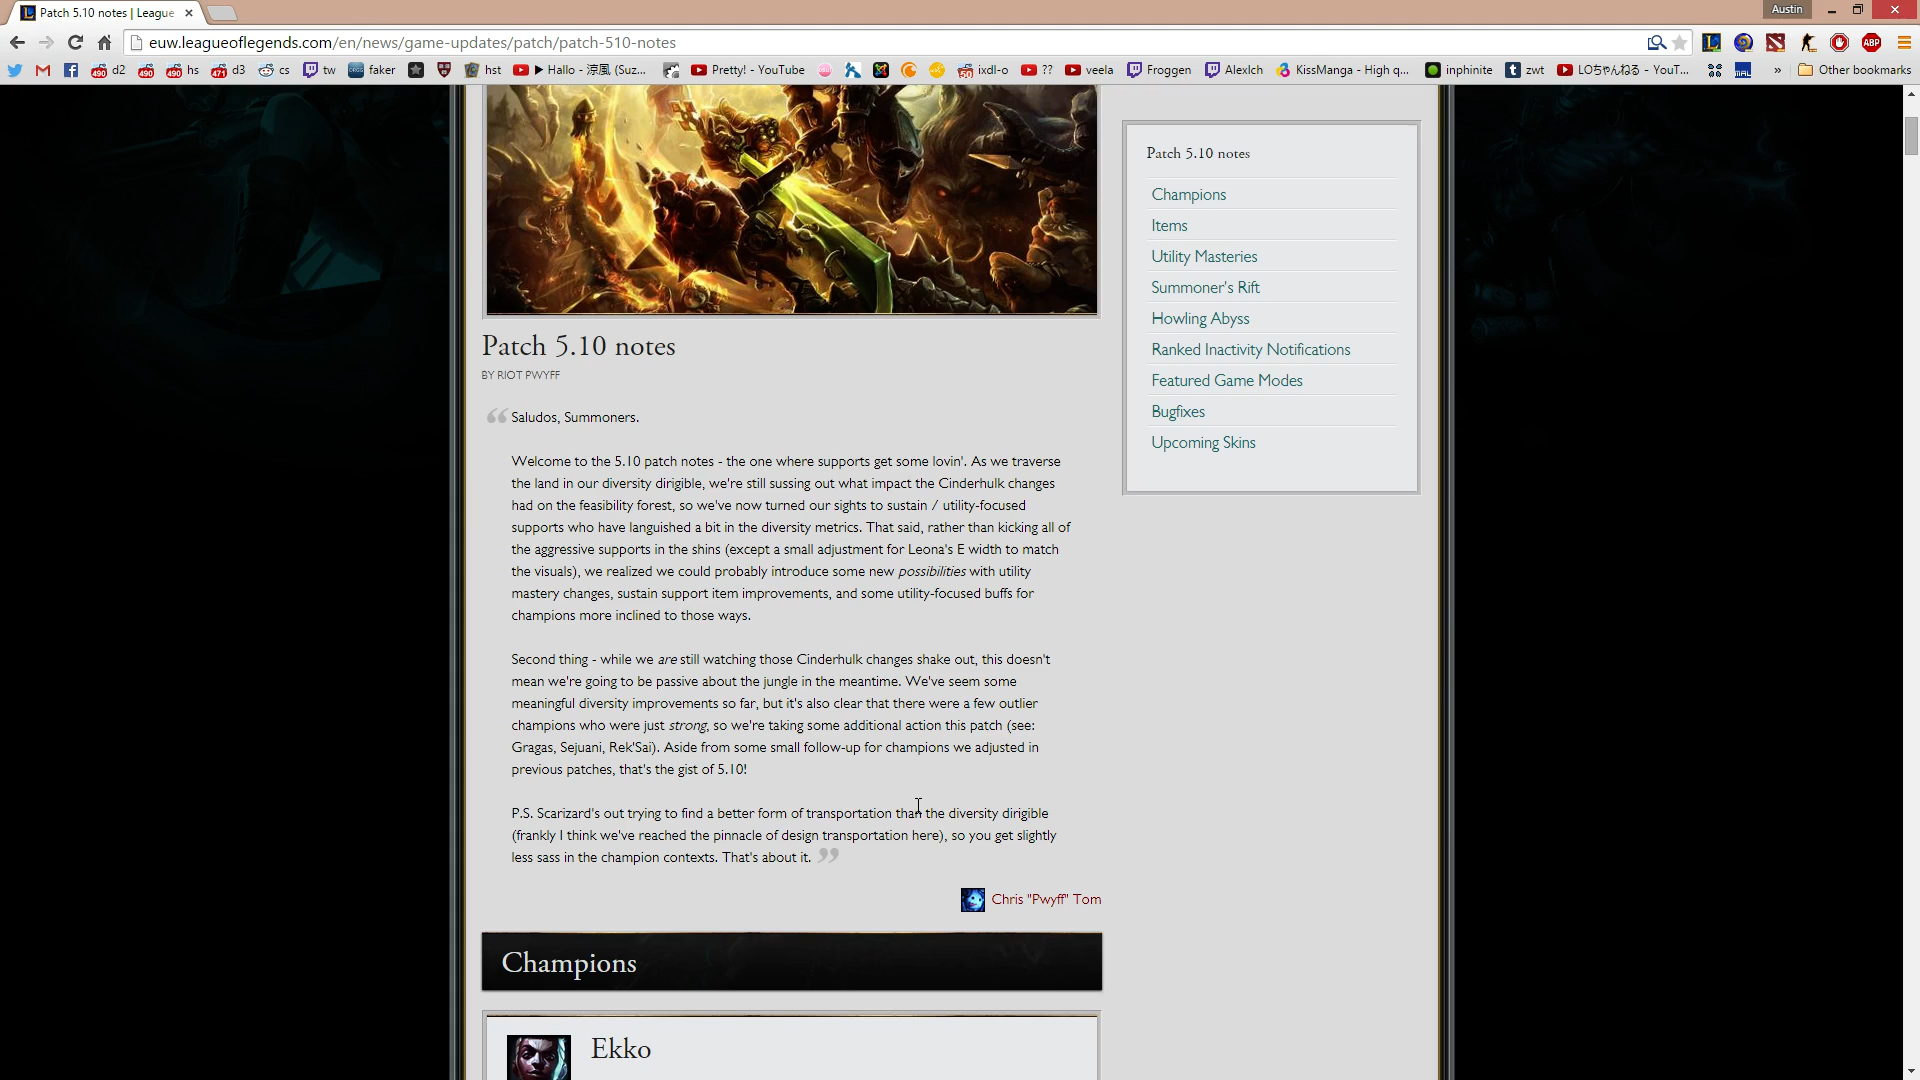 Patch 5.10 notes | League
Austin
euw.leagueoflegends.com/en/news/game-updates/patch/patch-510-notes
ABP
490 d2 490 490 hs 471 d3 cs tw faker hst ▶ Hallo - 涼風 (Suz... Pretty! - YouTube 50 ixdl-o ?? veela Froggen AlexIch KissManga - High q... inphinite zwt LOちゃんねる - YouT... MAL » Other bookmarks
Patch 5.10 notes
Champions
Items
Utility Masteries
Summoner's Rift
Howling Abyss
Ranked Inactivity Notifications
Featured Game Modes
Bugfixes
Upcoming Skins
Patch 5.10 notes
BY RIOT PWYFF
“ Saludos, Summoners.
Welcome to the 5.10 patch notes - the one where supports get some lovin'. As we traverse
the land in our diversity dirigible, we're still sussing out what impact the Cinderhulk changes
had on the feasibility forest, so we've now turned our sights to sustain / utility-focused
supports who have languished a bit in the diversity metrics. That said, rather than kicking all of
the aggressive supports in the shins (except a small adjustment for Leona's E width to match
the visuals), we realized we could probably introduce some new possibilities with utility
mastery changes, sustain support item improvements, and some utility-focused buffs for
champions more inclined to those ways.
Second thing - while we are still watching those Cinderhulk changes shake out, this doesn't
mean we're going to be passive about the jungle in the meantime. We've seem some
meaningful diversity improvements so far, but it's also clear that there were a few outlier
champions who were just strong, so we're taking some additional action this patch (see:
Gragas, Sejuani, Rek'Sai). Aside from some small follow-up for champions we adjusted in
previous patches, that's the gist of 5.10!
P.S. Scarizard's out trying to find a better form of transportation than the diversity dirigible
(frankly I think we've reached the pinnacle of design transportation here), so you get slightly
less sass in the champion contexts. That's about it. ”
Chris "Pwyff" Tom
Champions
Ekko